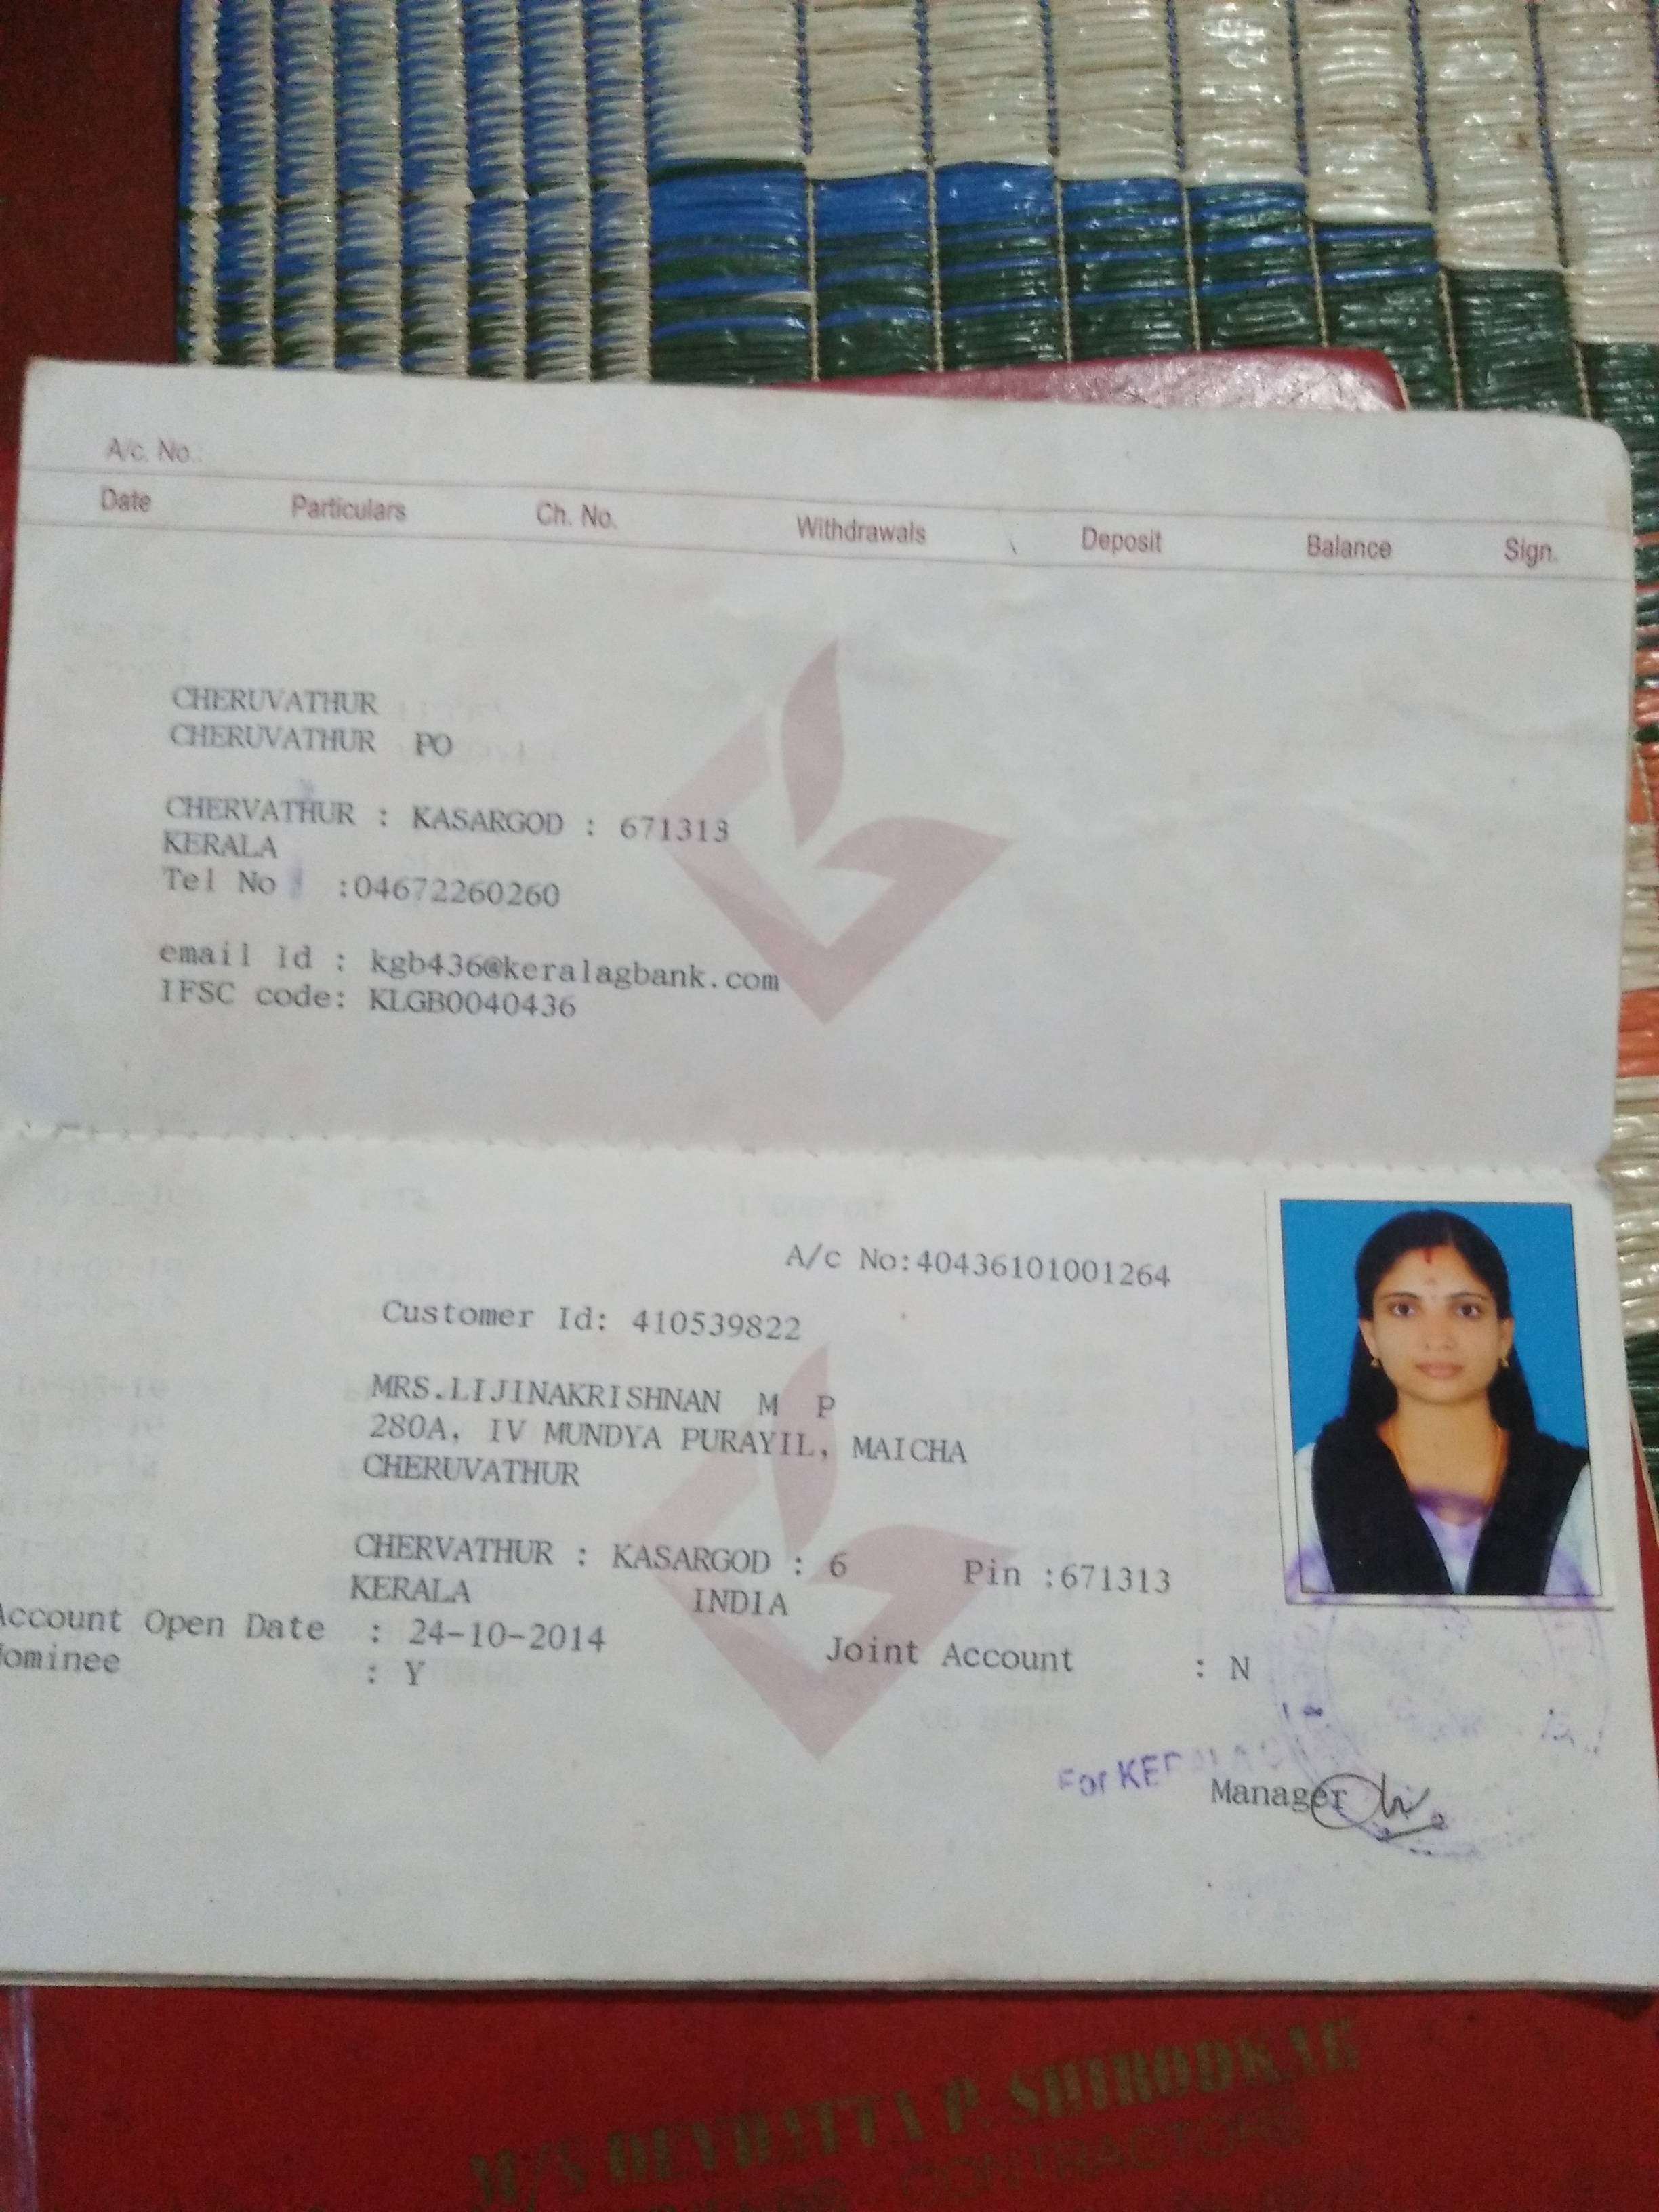 A/c. No.:
Date Particulars Ch. No. Withdrawals Deposit Balance Sign.
CHERUVATHUR
CHERUVATHUR PO
CHERVATHUR : KASARGOD : 671313
KERALA
Tel No :04672260260
email Id : kgb436@keralagbank.com
IFSC code: KLGB0040436
A/c No:40436101001264
Customer Id: 410539822
MRS.LIJINAKRISHNAN M P
280A, IV MUNDYA PURAYIL, MAICHA
CHERUVATHUR
CHERVATHUR : KASARGOD : 6 Pin :671313
KERALA INDIA
Account Open Date : 24-10-2014
Nominee : Y Joint Account : N
For KERALA G
Manager
M/S DEVDATTA P. SHIRODKAR
CONTRACTORS